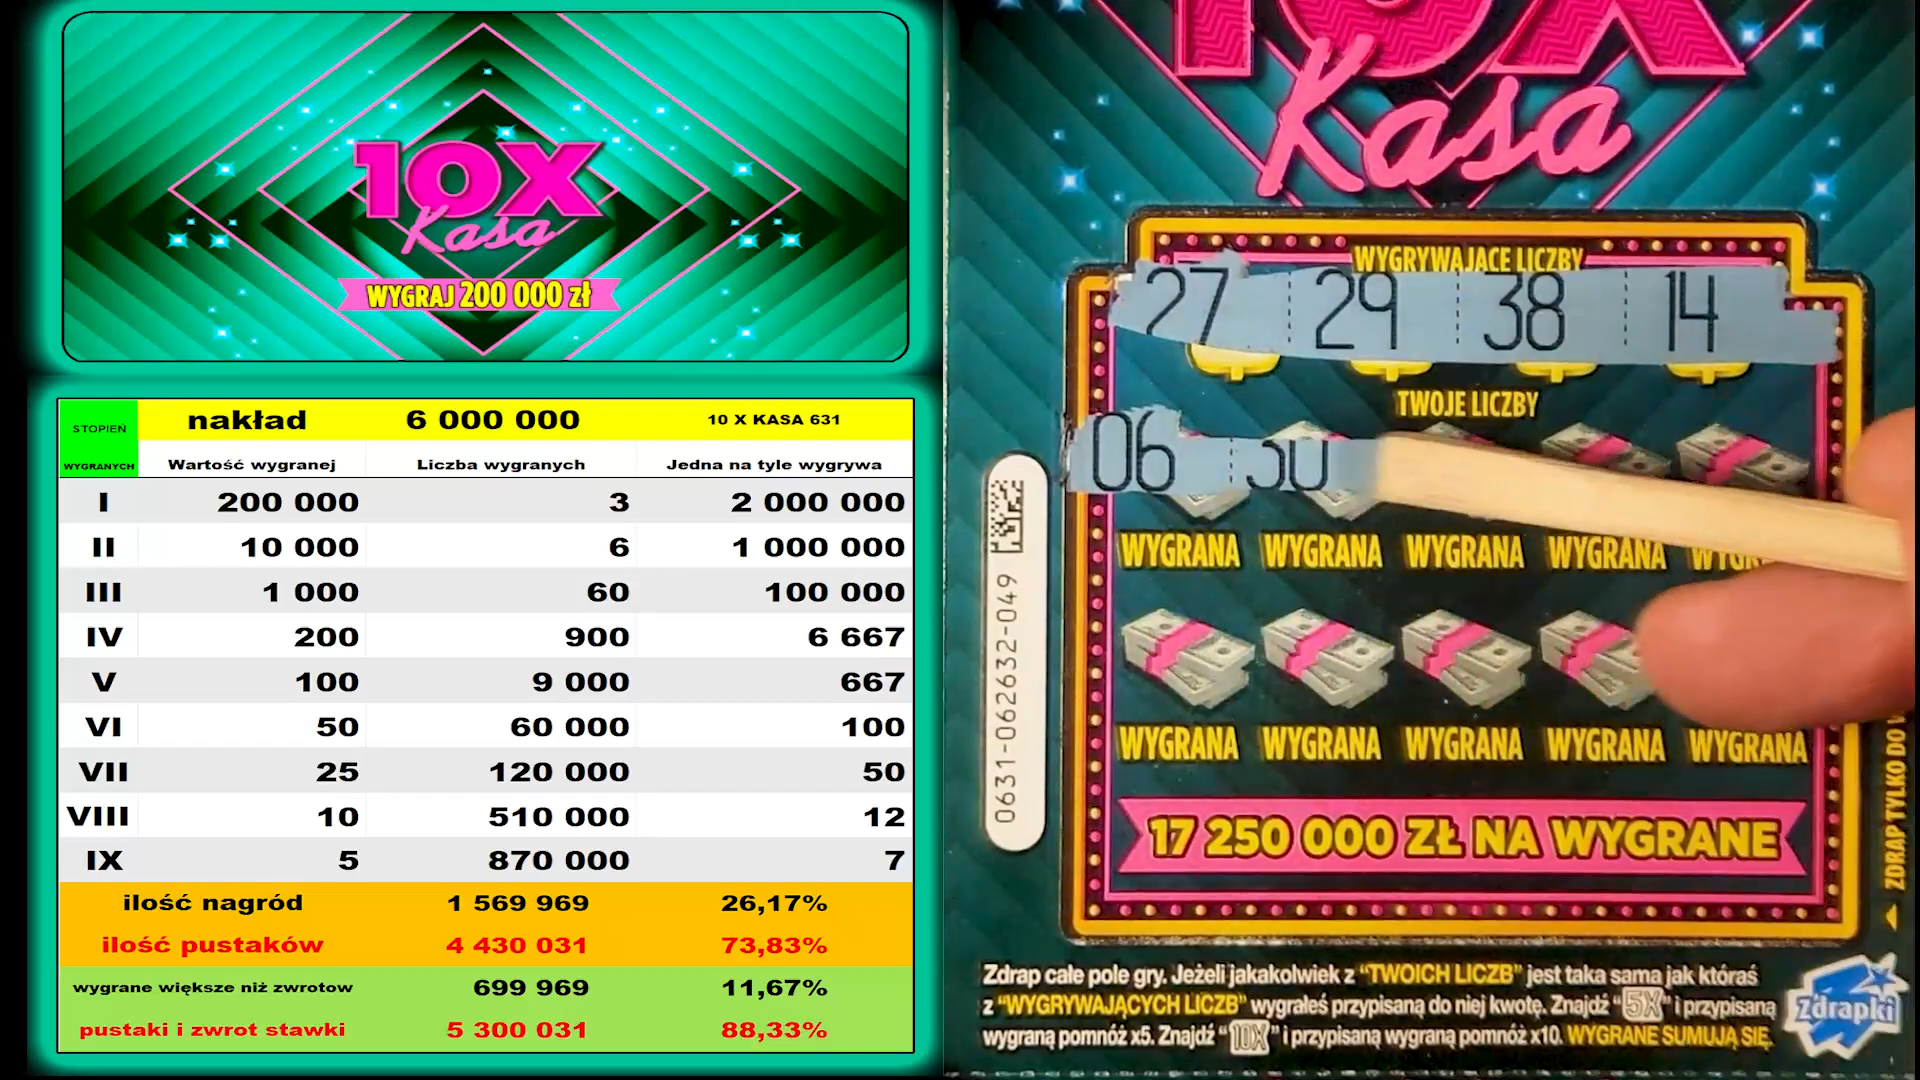 10X
Kasa
WYGRAJ 200 000 zł
STOPIEŃ WYGRANYCH
nakład 6 000 000 10 X KASA 631
Wartość wygranej Liczba wygranych Jedna na tyle wygrywa
I 200 000 3 2 000 000
II 10 000 6 1 000 000
III 1 000 60 100 000
IV 200 900 6 667
V 100 9 000 667
VI 50 60 000 100
VII 25 120 000 50
VIII 10 510 000 12
IX 5 870 000 7
ilość nagród 1 569 969 26,17%
ilość pustaków 4 430 031 73,83%
wygrane większe niż zwrotow 699 969 11,67%
pustaki i zwrot stawki 5 300 031 88,33%
10X
Kasa
WYGRYWAJĄCE LICZBY
27 29 38 14
TWOJE LICZBY
06 30
WYGRANA WYGRANA WYGRANA WYGRANA
WYGRANA WYGRANA WYGRANA WYGRANA WYGRANA
17 250 000 ZŁ NA WYGRANE
0631-062632-049
ZDRAP TYLKO DO
Zdrap całe pole gry. Jeżeli jakakolwiek z “TWOICH LICZB” jest taka sama jak któraś
z “WYGRYWAJĄCYCH LICZB” wygrałeś przypisaną do niej kwotę. Znajdź “5X” i przypisaną
wygraną pomnóż x5. Znajdź “10X” i przypisaną wygraną pomnóż x10. WYGRANE SUMUJĄ SIĘ.
Zdrapki